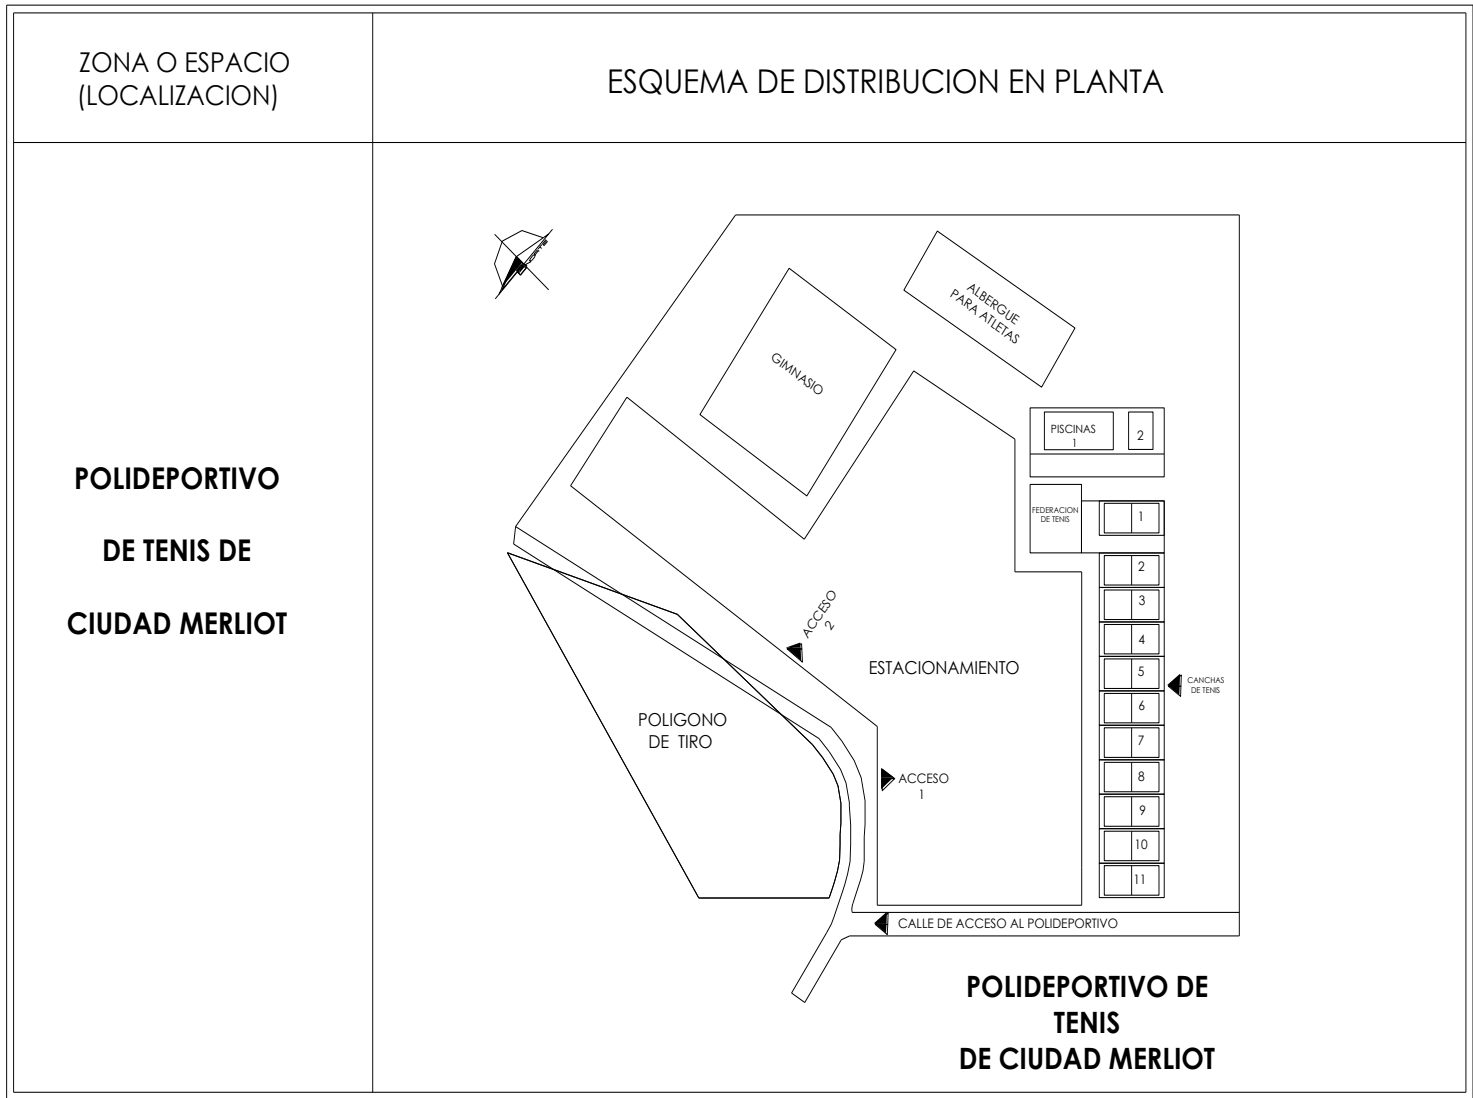 ZONA O ESPACIO
(LOCALIZACION)
ESQUEMA DE DISTRIBUCION EN PLANTA
POLIDEPORTIVO
DE TENIS DE
CIUDAD MERLIOT
ALBERGUE
PARA ATLETAS
GIMNASIO
PISCINAS
1
2
FEDERACION
DE TENIS
1
2
3
4
5
6
7
8
9
10
11
CANCHAS
DE TENIS
ACCESO
2
ESTACIONAMIENTO
POLIGONO
DE TIRO
ACCESO
1
CALLE DE ACCESO AL POLIDEPORTIVO
POLIDEPORTIVO DE
TENIS
DE CIUDAD MERLIOT